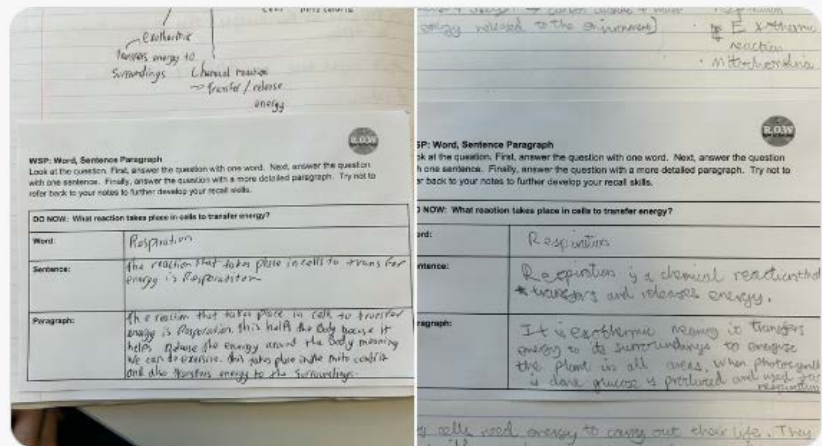 exothermic
Transfers energy to
Surroundings
Chemical reaction
→ Transfer / release
energy
R.O.W
WSP: Word, Sentence Paragraph
Look at the question. First, answer the question with one word. Next, answer the question
with one sentence. Finally, answer the question with a more detailed paragraph. Try not to
refer back to your notes to further develop your recall skills.
DO NOW: What reaction takes place in cells to transfer energy?
Word:
Respiration
Sentence:
The reaction that takes place in cells to transfer
energy is
Paragraph:
The reaction that takes place in cells to transfer
energy is Respiration. this helps the Body because it
helps the energy around the Body meaning
we can do exercise. this takes place in the
and also transfers energy to the Surroundings.
energy released to the environment)
Exothermic
reaction
• Mitochondria
R.O.W
SP: Word, Sentence Paragraph
ok at the question. First, answer the question with one word. Next, answer the question
h one sentence. Finally, answer the question with a more detailed paragraph. Try not to
er back to your notes to further develop your recall skills.
NOW: What reaction takes place in cells to transfer energy?
ord:
Respiration
ntence:
Respiration is a chemical reaction that
transfers and releases energy.
ragraph:
It is exothermic meaning it transfers
energy to its surroundings to
the plant in all areas. When
is done glucose is produced and used for
respiration
cells need energy to carry out their life. They